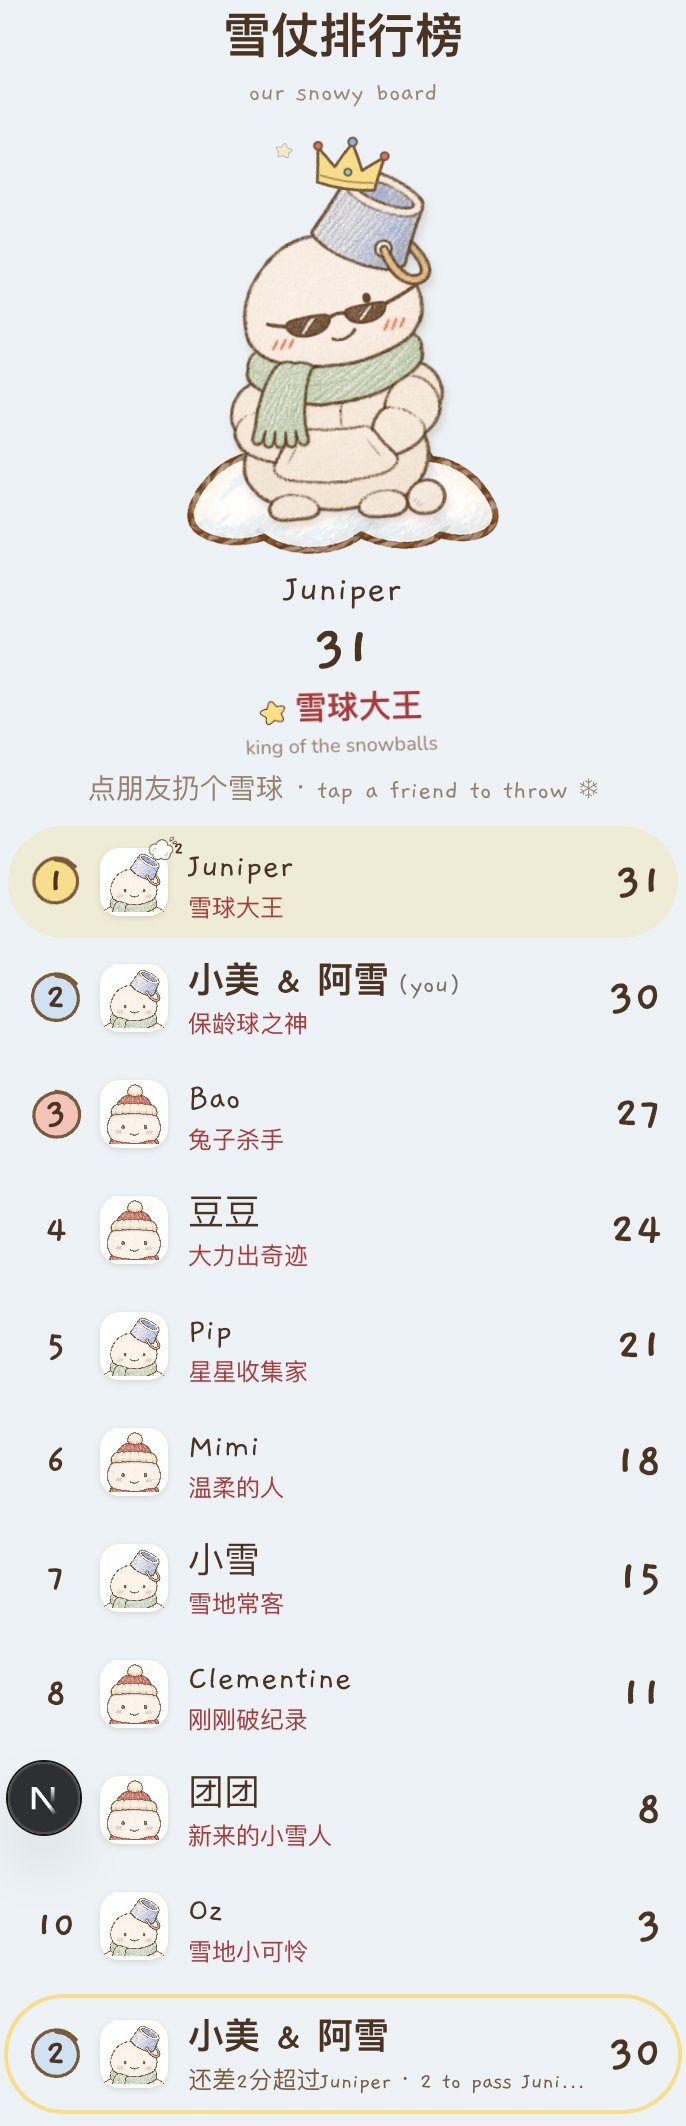 雪仗排行榜
our snowy board
Juniper
31
雪球大王
king of the snowballs
点朋友扔个雪球 · tap a friend to throw ❄
1 Juniper 31
2
雪球大王
2 小美 & 阿雪 (you) 30
保龄球之神
3 Bao 27
兔子杀手
4 豆豆 24
大力出奇迹
5 Pip 21
星星收集家
6 Mimi 18
温柔的人
7 小雪 15
雪地常客
8 Clementine 11
刚刚破纪录
N 团团 8
新来的小雪人
10 Oz 3
雪地小可怜
2 小美 & 阿雪 30
还差2分超过Juniper · 2 to pass Juni...